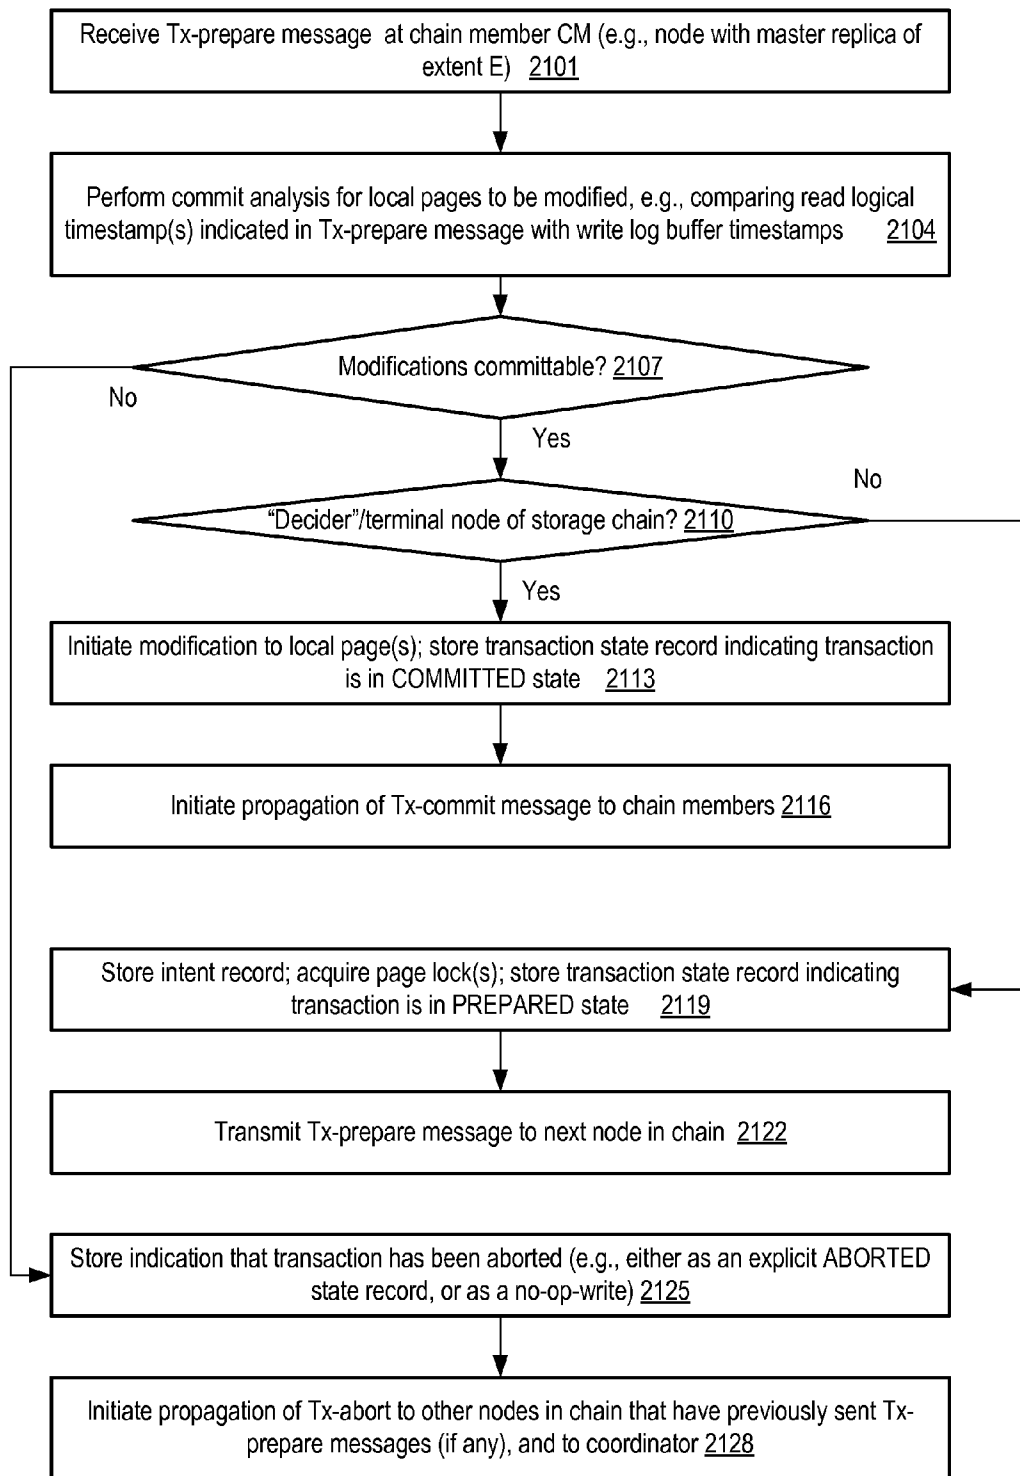 Receive Tx-prepare message at chain member CM (e.g., node with master replica of
extent E) 2101
Perform commit analysis for local pages to be modified, e.g., comparing read logical
timestamp(s) indicated in Tx-prepare message with write log buffer timestamps 2104
Modifications committable? 2107
No
Yes
No
“Decider”/terminal node of storage chain? 2110
Yes
Initiate modification to local page(s); store transaction state record indicating transaction
is in COMMITTED state 2113
Initiate propagation of Tx-commit message to chain members 2116
Store intent record; acquire page lock(s); store transaction state record indicating
transaction is in PREPARED state 2119
Transmit Tx-prepare message to next node in chain 2122
Store indication that transaction has been aborted (e.g., either as an explicit ABORTED
state record, or as a no-op-write) 2125
Initiate propagation of Tx-abort to other nodes in chain that have previously sent Tx-
prepare messages (if any), and to coordinator 2128